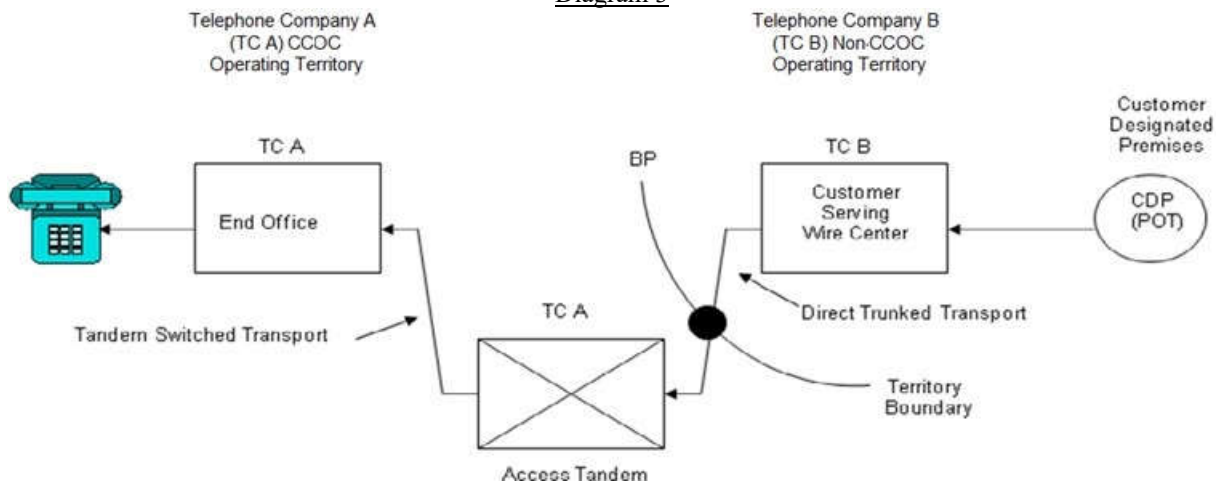 Telephone Company A
(TC A) CCOC
Operating Territory
Telephone Company B
(TC B) Non-CCOC
Operating Territory
Customer
Designated
Premises
TC A
BP
TC B
End Office
Customer
Serving
Wire Center
CDP
(POT)
TC A
Direct Trunked Transport
Tandem Switched Transport
Territory
Boundary
Access Tandem